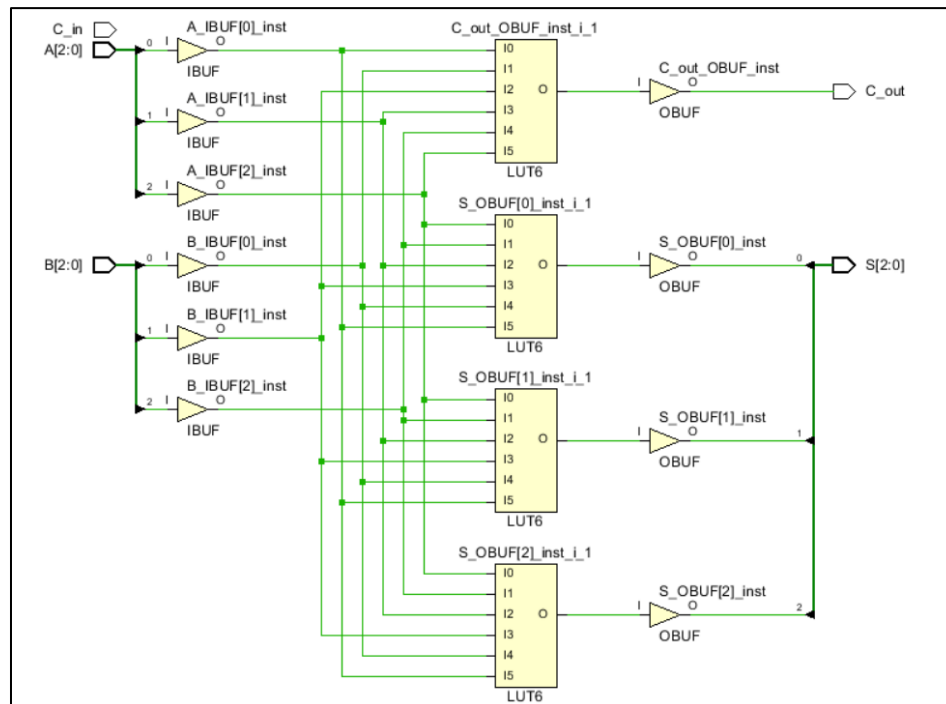 C_in
A[2:0]
0
I
A_IBUF[0]_inst
O
IBUF
1
I
A_IBUF[1]_inst
O
IBUF
2
I
A_IBUF[2]_inst
O
IBUF
B[2:0]
0
I
B_IBUF[0]_inst
O
IBUF
1
I
B_IBUF[1]_inst
O
IBUF
2
I
B_IBUF[2]_inst
O
IBUF
C_out_OBUF_inst_i_1
I0
I1
I2
I3
I4
I5
O
LUT6
C_out_OBUF_inst
I
O
OBUF
C_out
S_OBUF[0]_inst_i_1
I0
I1
I2
I3
I4
I5
O
LUT6
S_OBUF[0]_inst
I
O
OBUF
0
S[2:0]
S_OBUF[1]_inst_i_1
I0
I1
I2
I3
I4
I5
O
LUT6
S_OBUF[1]_inst
I
O
OBUF
1
S_OBUF[2]_inst_i_1
I0
I1
I2
I3
I4
I5
O
LUT6
S_OBUF[2]_inst
I
O
OBUF
2